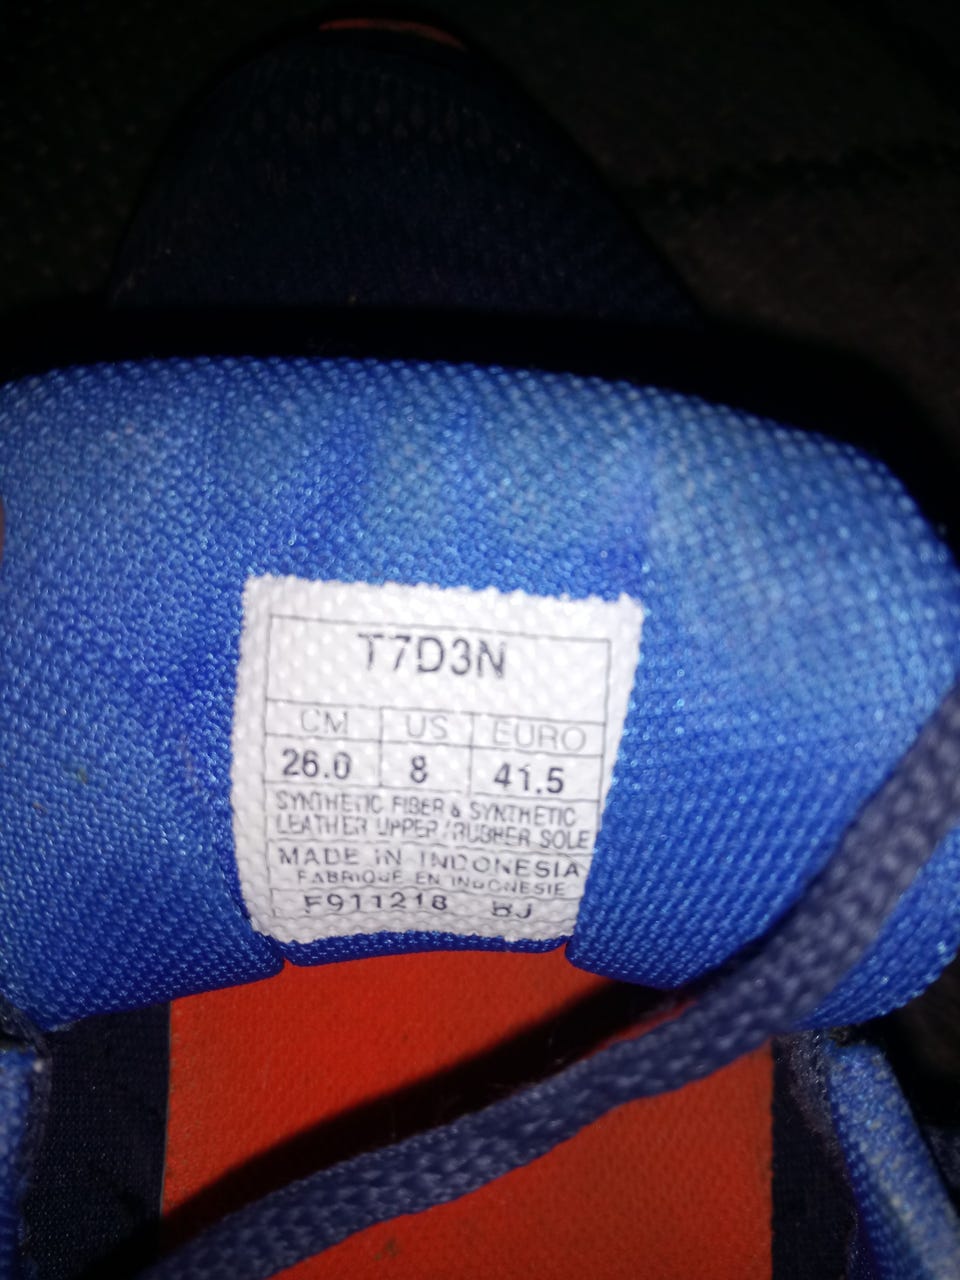 T7D3N
CM US EURO
26.0 8 41.5
SYNTHETIC FIBER & SYNTHETIC
LEATHER UPPER/RUBBER SOLE
MADE IN INDONESIA
FABRIQUE EN INDONESIE
F911218 BJ